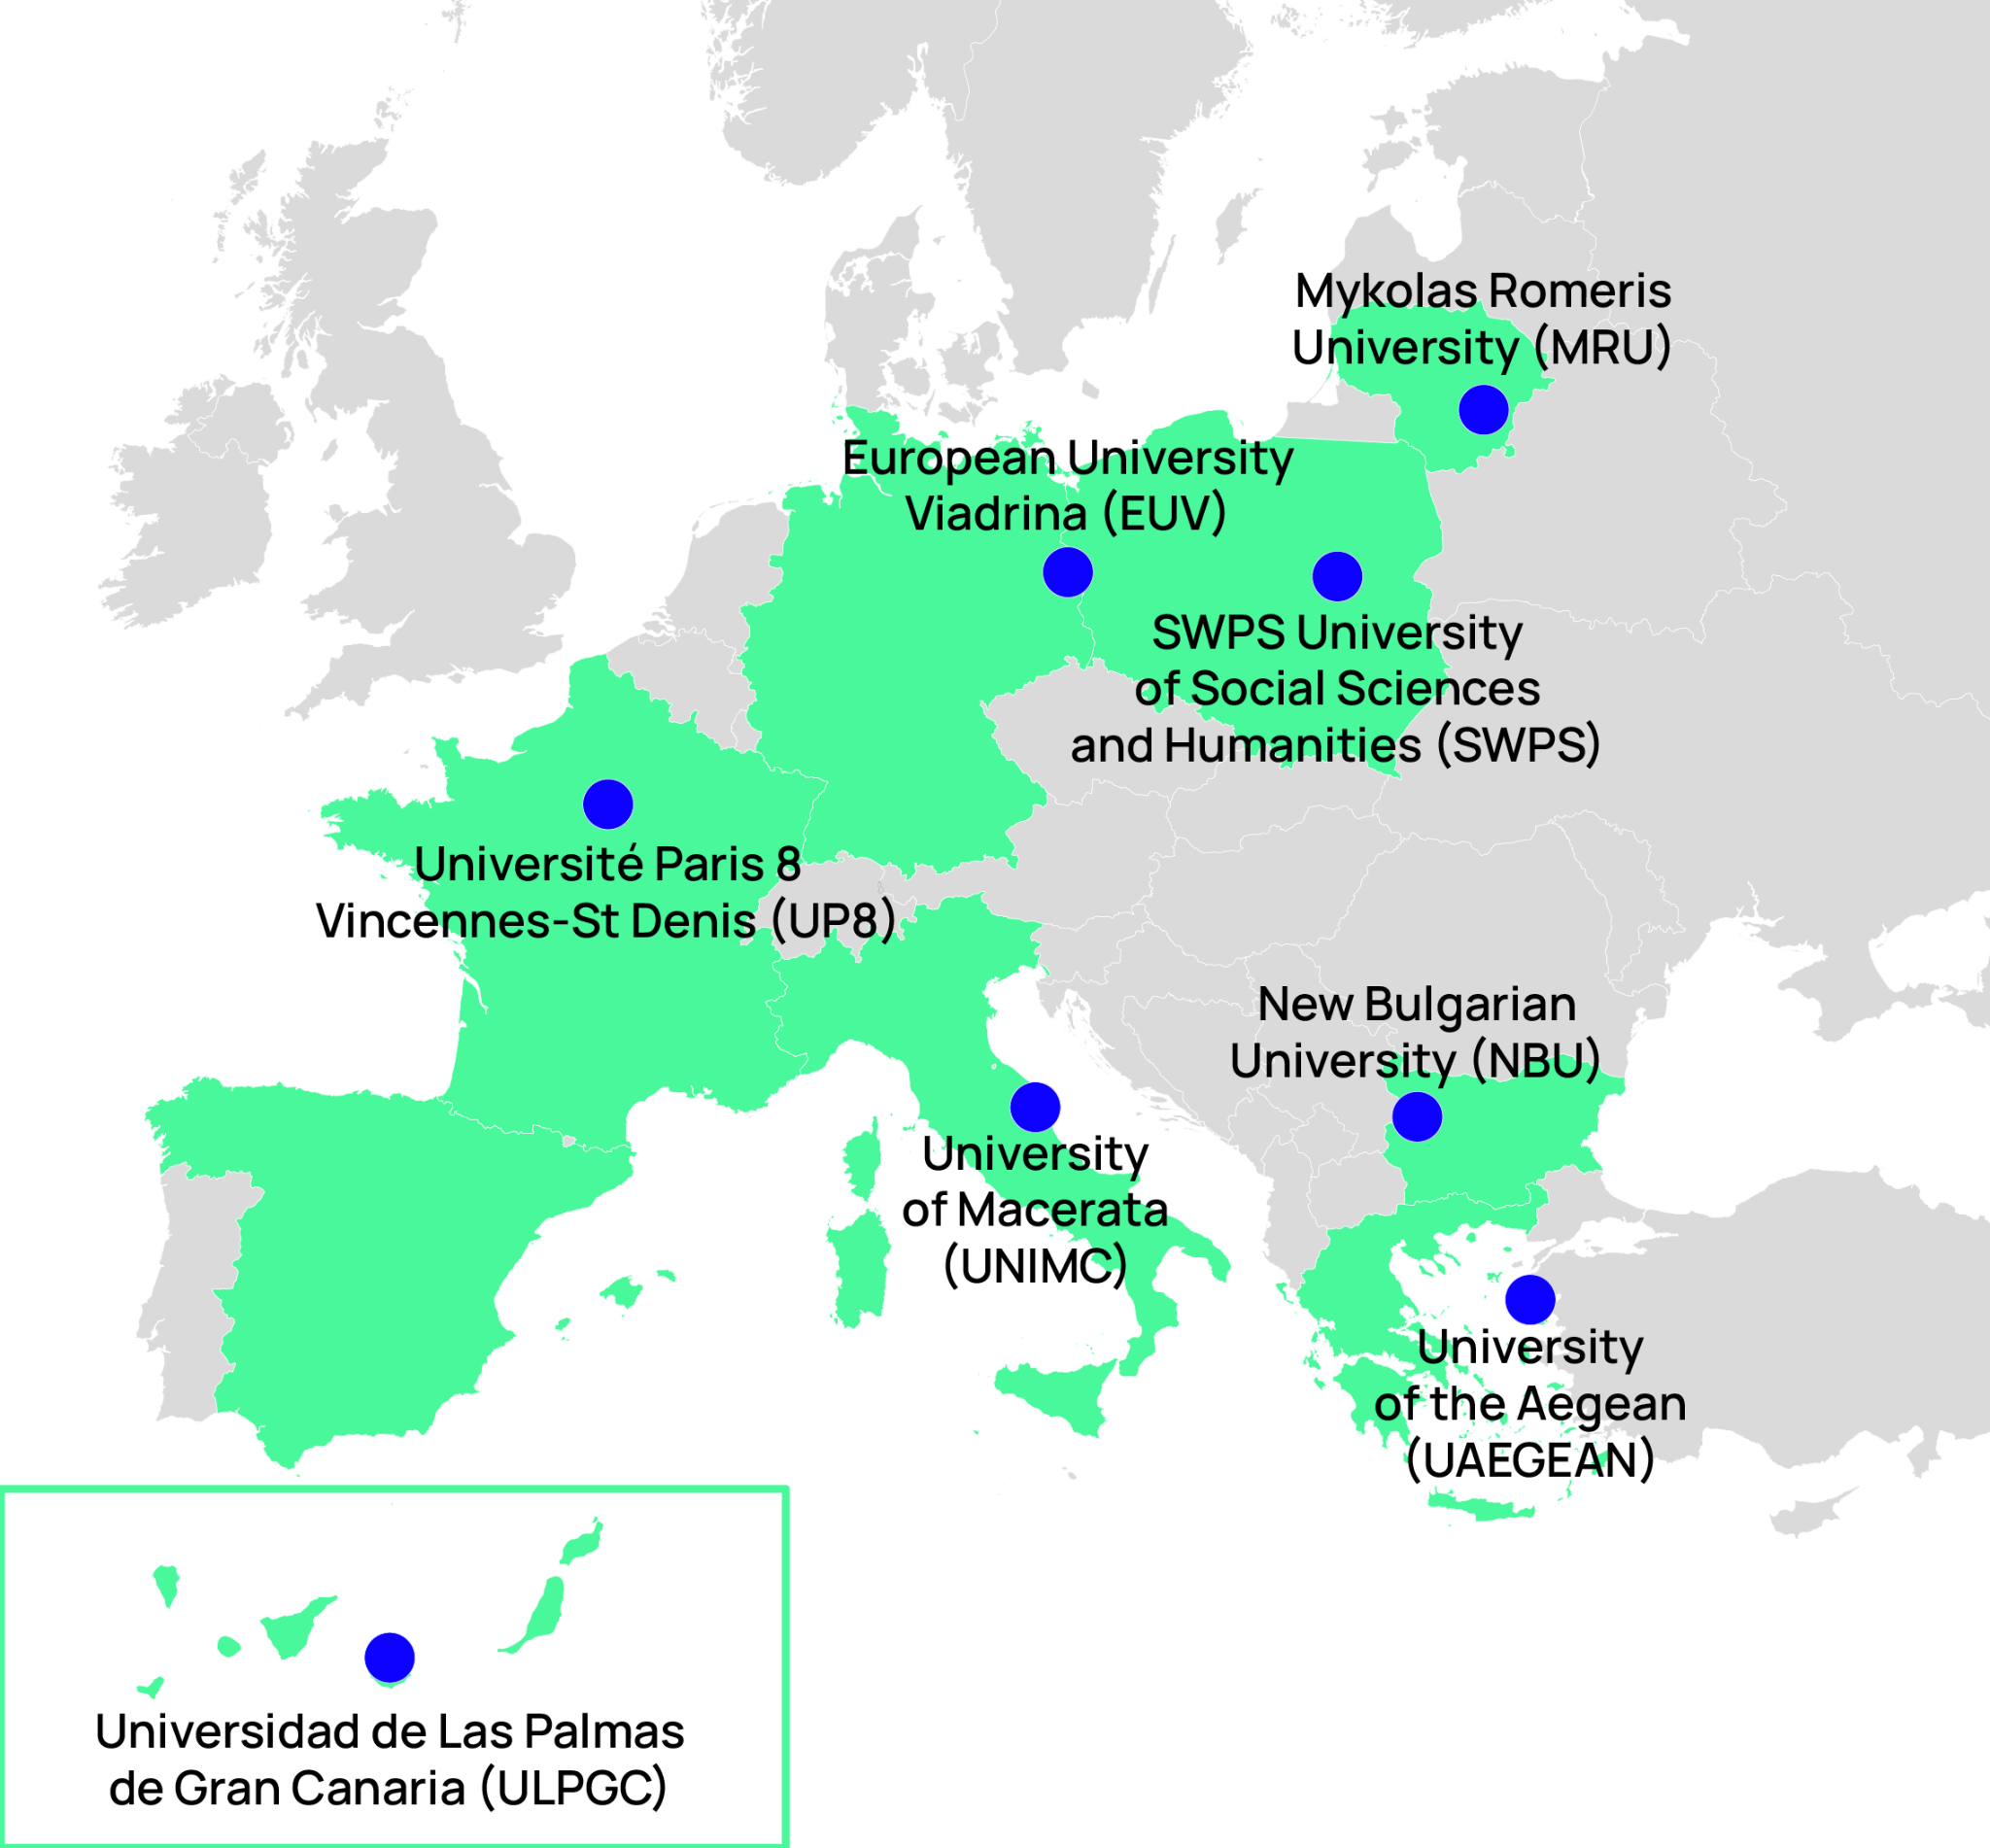 Mykolas Romeris
University (MRU)
European University
Viadrina (EUV)
SWPS University
of Social Sciences
and Humanities (SWPS)
Université Paris 8
Vincennes-St Denis (UP8)
New Bulgarian
University (NBU)
University
of Macerata
(UNIMC)
University
of the Aegean
(UAEGEAN)
Universidad de Las Palmas
de Gran Canaria (ULPGC)